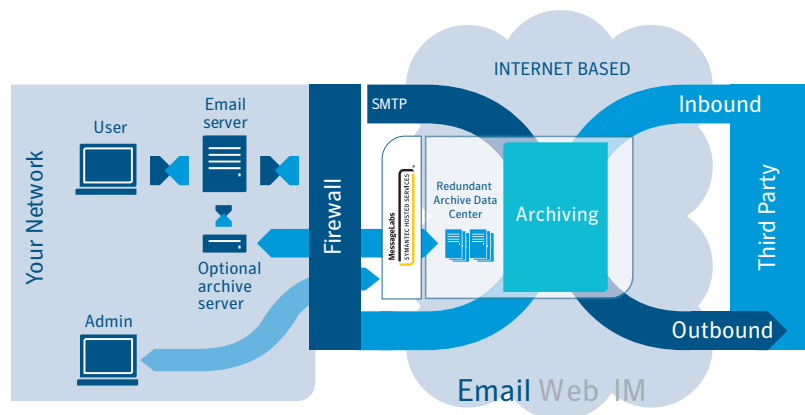 INTERNET BASED
SMTP
Inbound
Email
server
User
Your Network
Firewall
MessageLabs
SYMANTEC HOSTED SERVICES
Redundant
Archive Data
Center
Archiving
Third Party
Optional
archive
server
Admin
Outbound
Email Web IM